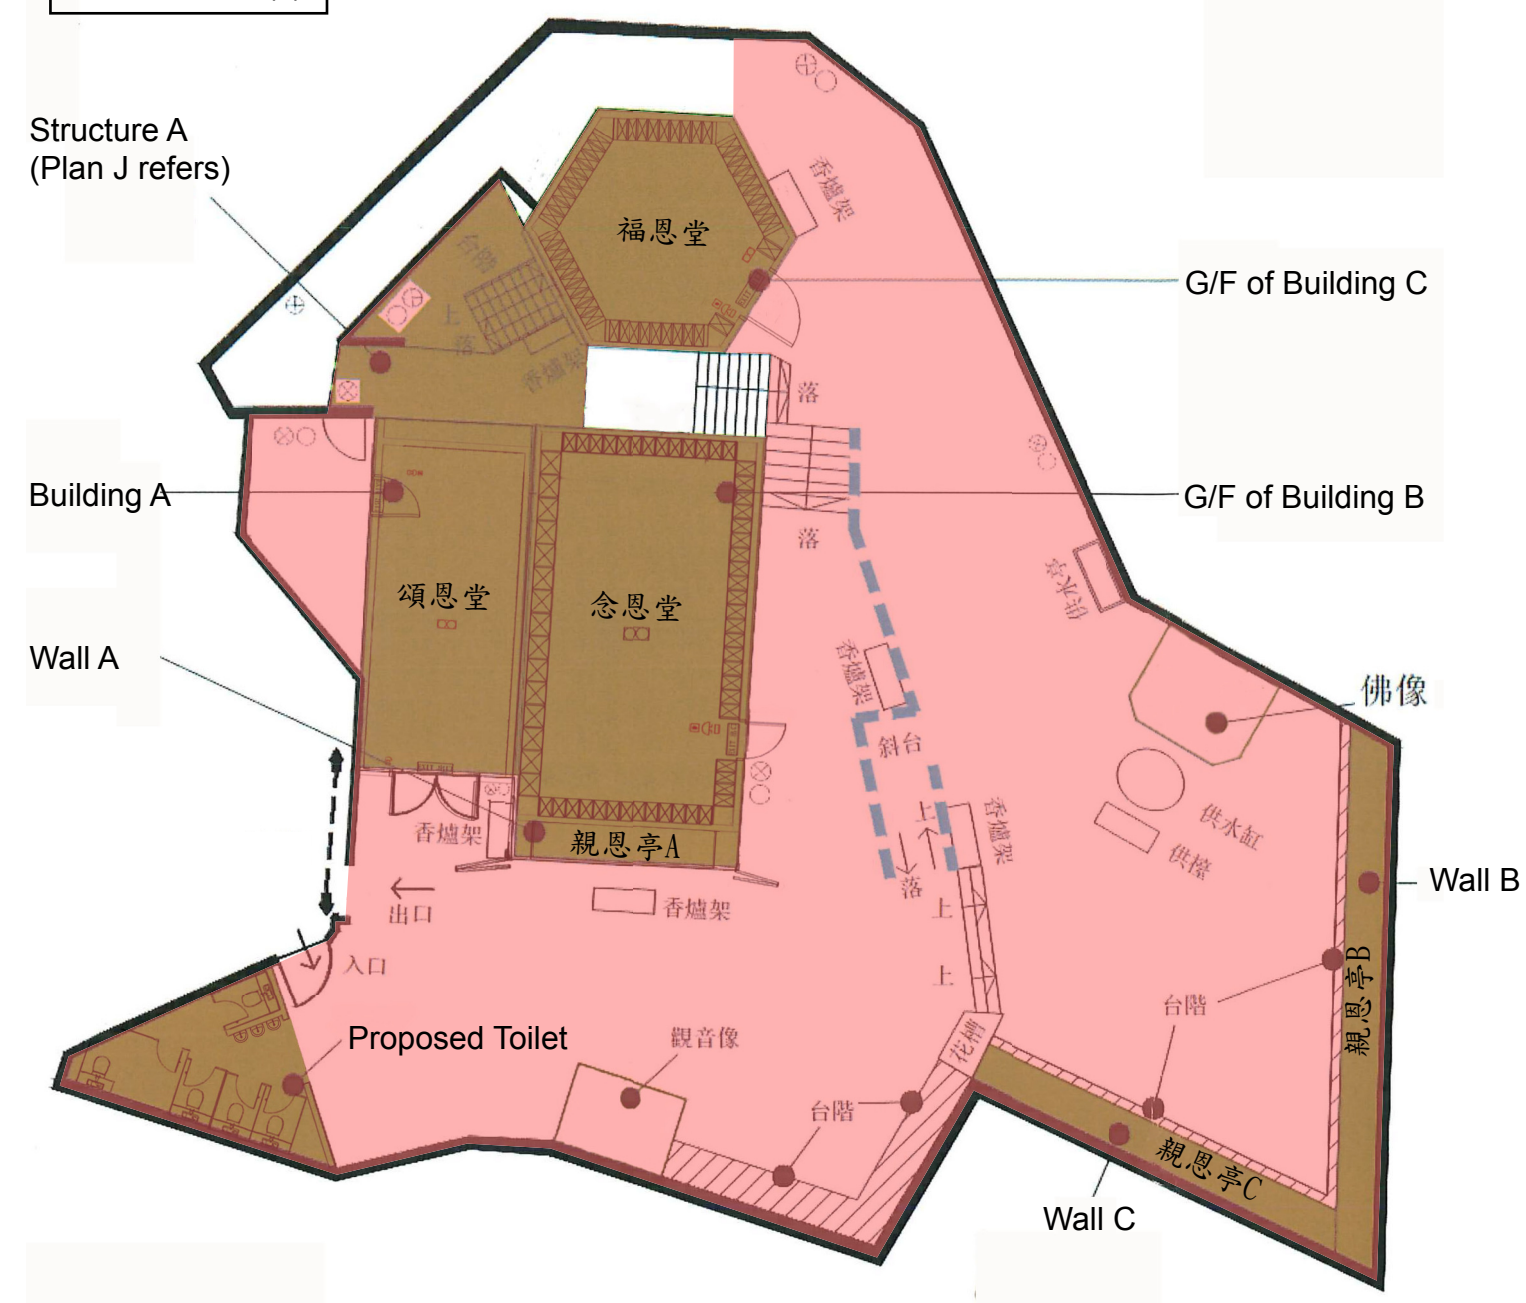 Structure A
(Plan J refers)
香爐架
福恩堂
台階
G/F of Building C
上
落
香爐架
落
Building A
G/F of Building B
落
供水亭
頌恩堂
念恩堂
Wall A
香爐架
佛像
斜台
香爐架
上
香爐架
供水缸
親恩亭A
供檯
落
Wall B
出口
香爐架
上
入口
上
親恩亭B
台階
Proposed Toilet
觀音像
花槽
台階
親恩亭C
Wall C